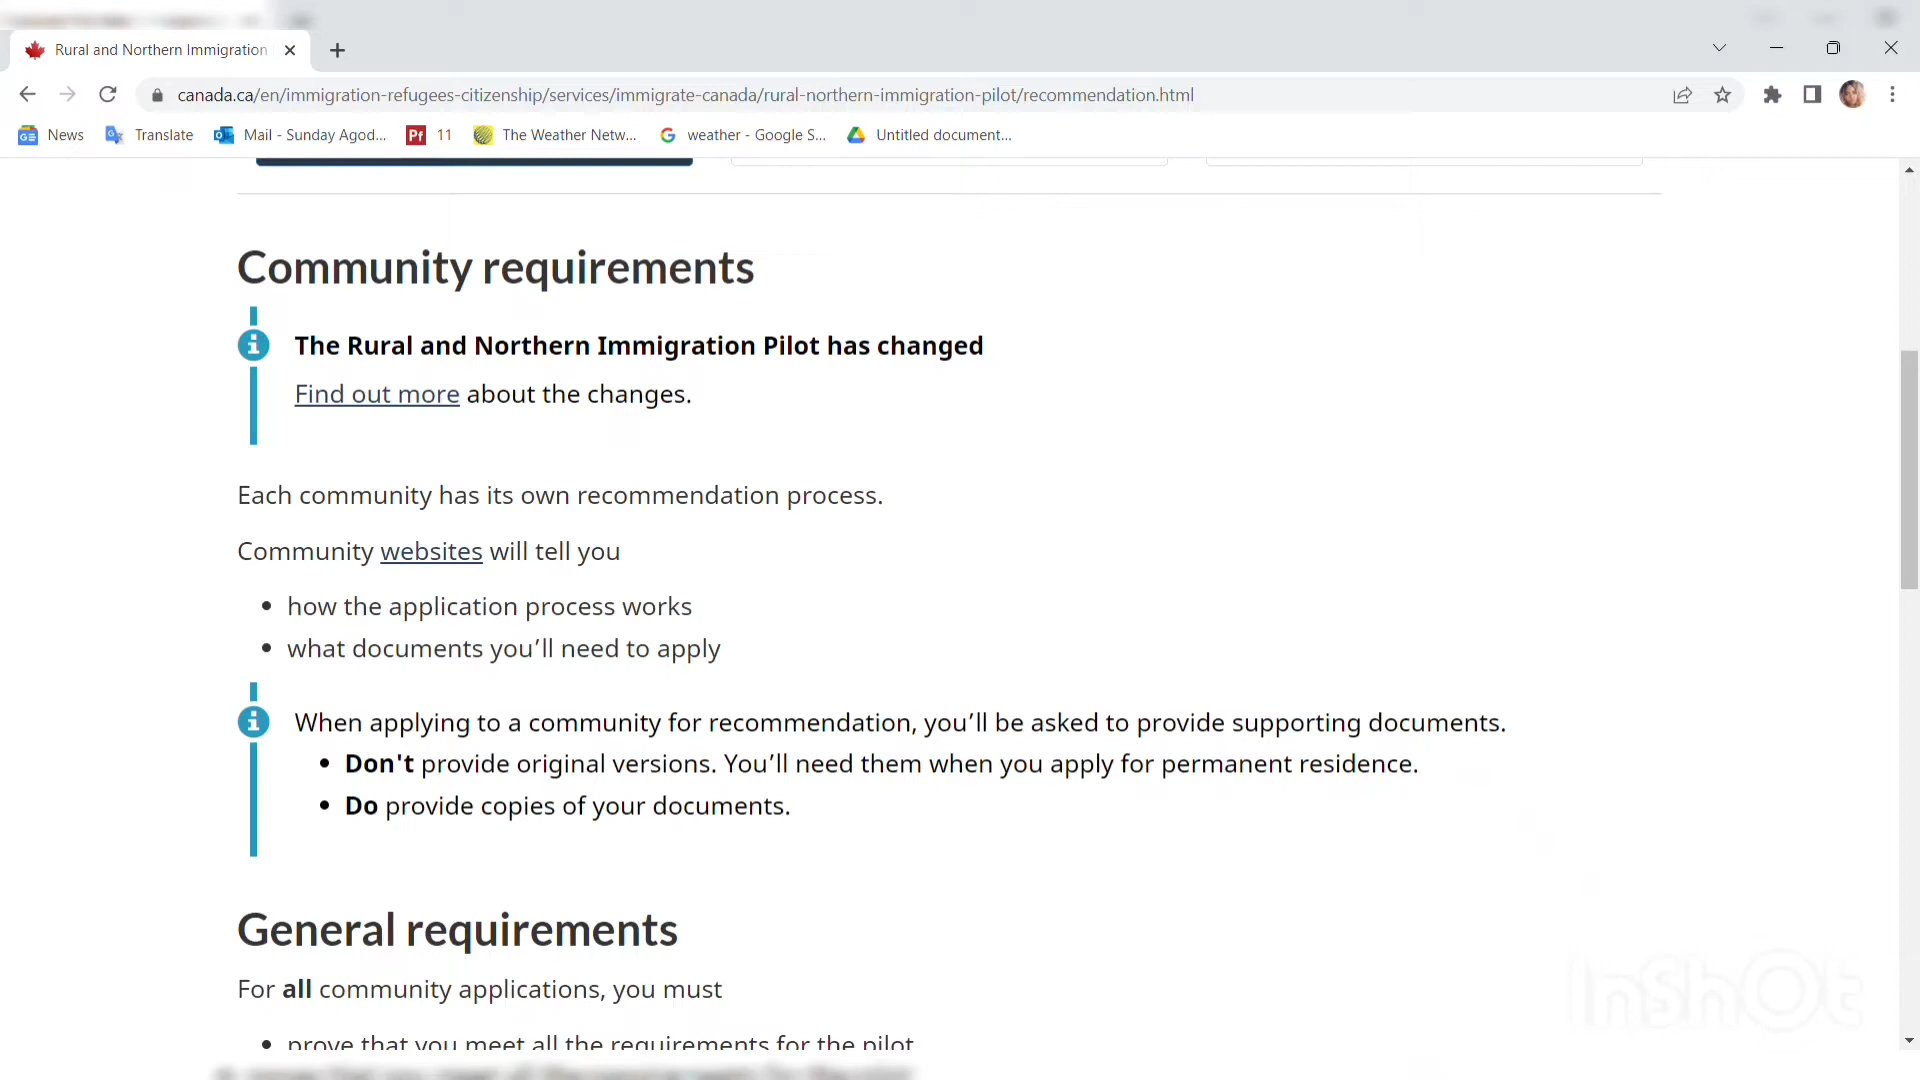 Rural and Northern Immigration
canada.ca/en/immigration-refugees-citizenship/services/immigrate-canada/rural-northern-immigration-pilot/recommendation.html
News Translate Mail - Sunday Agod... Pf 11 The Weather Netw... weather - Google S... Untitled document...
Community requirements
The Rural and Northern Immigration Pilot has changed
Find out more about the changes.
Each community has its own recommendation process.
Community websites will tell you
how the application process works
what documents you’ll need to apply
When applying to a community for recommendation, you’ll be asked to provide supporting documents.
Don't provide original versions. You’ll need them when you apply for permanent residence.
Do provide copies of your documents.
General requirements
For all community applications, you must
prove that you meet all the requirements for the pilot
InShOt